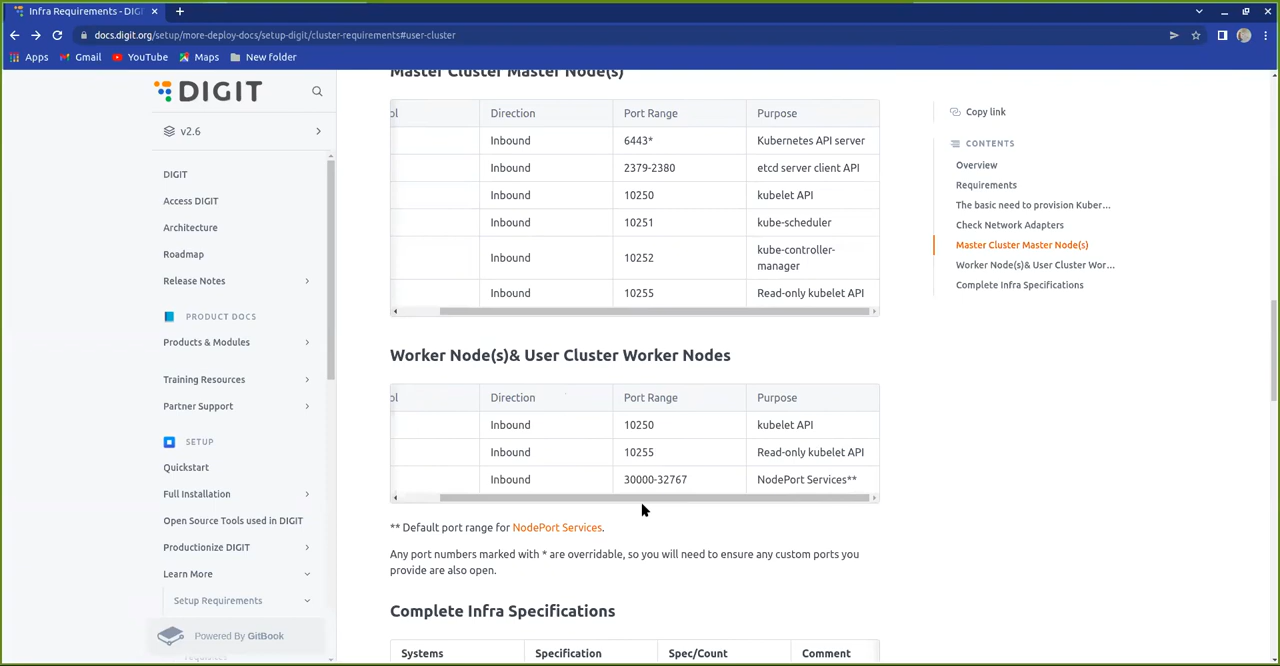 Infra Requirements - DIG
docs.digit.org/setup/more-deploy-docs/setup-digit/cluster-requirements#user-cluster
Apps Gmail YouTube Maps New folder
DIGIT
v2.6
DIGIT
Access DIGIT
Architecture
Roadmap
Release Notes
PRODUCT DOCS
Products & Modules
Training Resources
Partner Support
SETUP
Quickstart
Full Installation
Open Source Tools used in DIGIT
Productionize DIGIT
Learn More
Setup Requirements
Powered By GitBook
Master Cluster Master Node(s)
ol Direction Port Range Purpose
Inbound 6443* Kubernetes API server
Inbound 2379-2380 etcd server client API
Inbound 10250 kubelet API
Inbound 10251 kube-scheduler
Inbound 10252 kube-controller-
manager
Inbound 10255 Read-only kubelet API
Worker Node(s)& User Cluster Worker Nodes
ol Direction Port Range Purpose
Inbound 10250 kubelet API
Inbound 10255 Read-only kubelet API
Inbound 30000-32767 NodePort Services**
** Default port range for NodePort Services.
Any port numbers marked with * are overridable, so you will need to ensure any custom ports you
provide are also open.
Complete Infra Specifications
Systems Specification Spec/Count Comment
Copy link
CONTENTS
Overview
Requirements
The basic need to provision Kuber...
Check Network Adapters
Master Cluster Master Node(s)
Worker Node(s)& User Cluster Wor...
Complete Infra Specifications